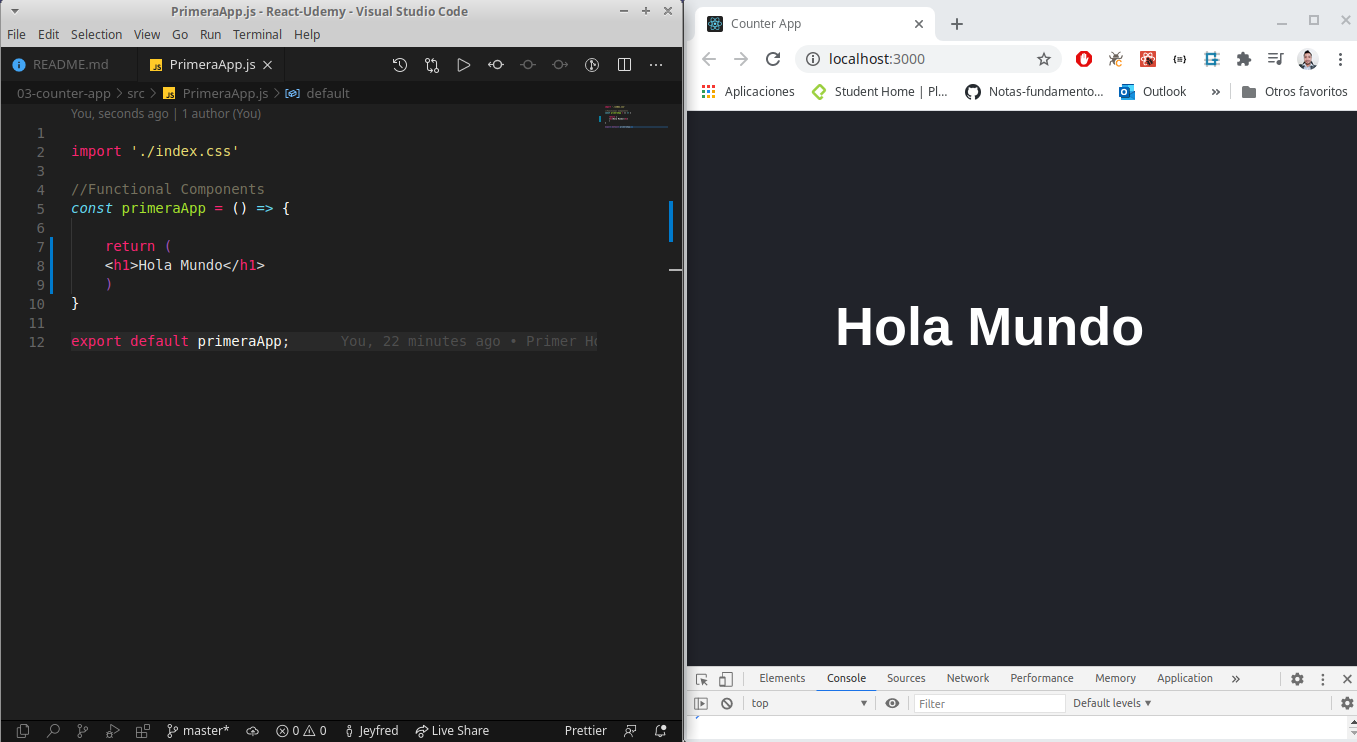 PrimeraApp.js - React-Udemy - Visual Studio Code
File Edit Selection View Go Run Terminal Help
README.md
JS PrimeraApp.js
03-counter-app > src > JS PrimeraApp.js > default
You, seconds ago | 1 author (You)
1
2 import './index.css'
3
4 //Functional Components
5 const primeraApp = () => {
6
7 return (
8 <h1>Hola Mundo</h1>
9 )
10 }
11
12 export default primeraApp; You, 22 minutes ago • Primer Ho
master* 0 0 Jeyfred Live Share Prettier
Counter App
localhost:3000
Aplicaciones Student Home | Pl... Notas-fundamento... Outlook » Otros favoritos
Hola Mundo
Elements Console Sources Network Performance Memory Application »
top Filter Default levels